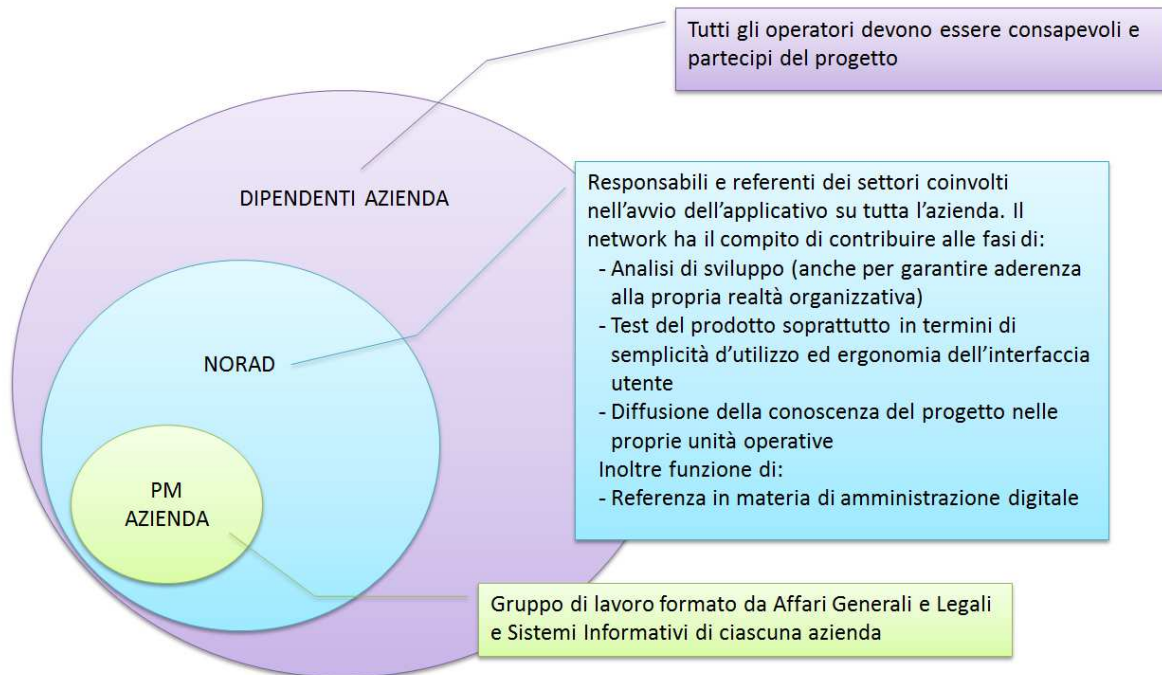 Tutti gli operatori devono essere consapevoli e
partecipi del progetto
DIPENDENTI AZIENDA
Responsabili e referenti dei settori coinvolti
nell'avvio dell'applicativo su tutta l'azienda. Il
network ha il compito di contribuire alle fasi di:
- Analisi di sviluppo (anche per garantire aderenza
alla propria realtà organizzativa)
- Test del prodotto soprattutto in termini di
semplicità d'utilizzo ed ergonomia dell'interfaccia
utente
- Diffusione della conoscenza del progetto nelle
proprie unità operative
Inoltre funzione di:
- Referenza in materia di amministrazione digitale
NORAD
PM
AZIENDA
Gruppo di lavoro formato da Affari Generali e Legali
e Sistemi Informativi di ciascuna azienda